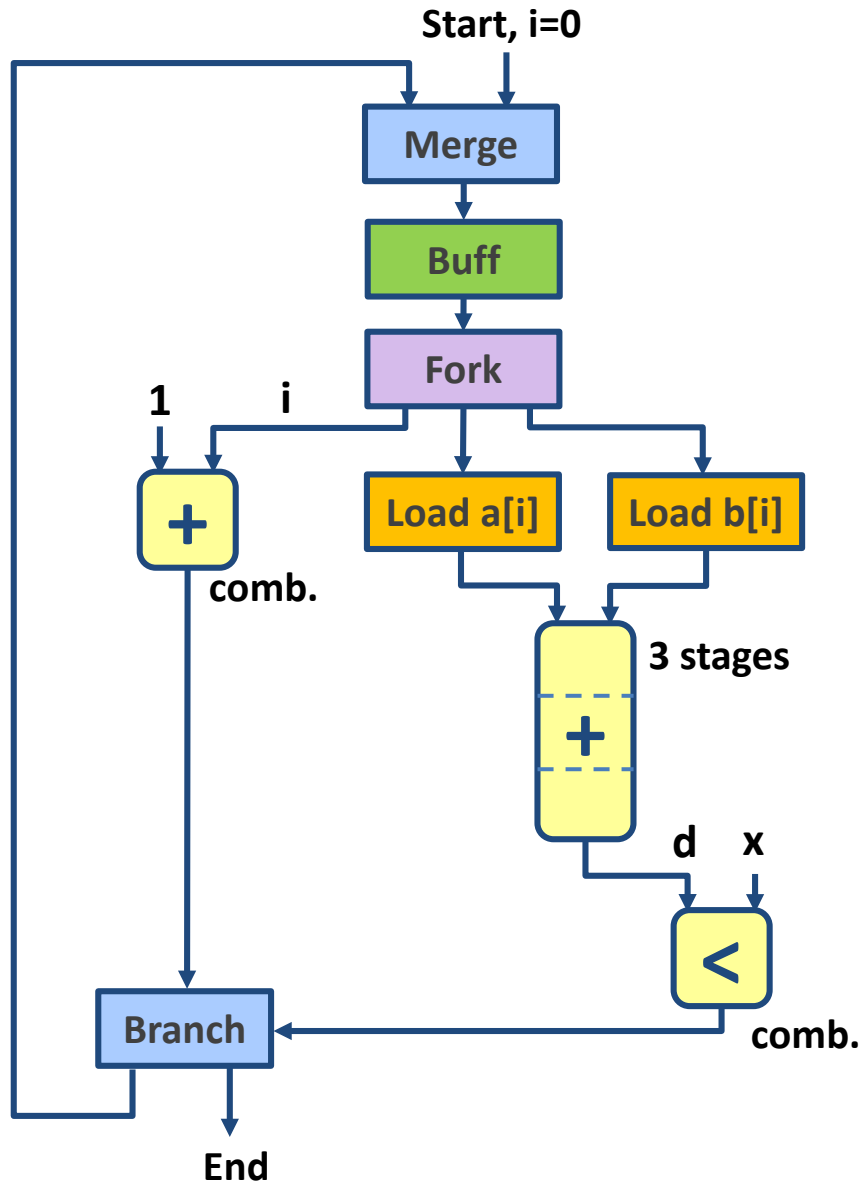 Start, i=0
Merge
Buff
Fork
1
i
+
comb.
Load a[i]
Load b[i]
3 stages
+
d
x
<
comb.
Branch
End